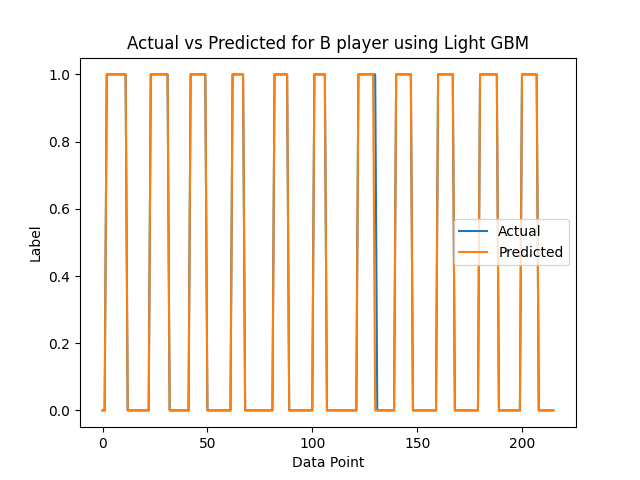 Actual vs Predicted for B player using Light GBM
1.0
0.8
0.6
0.4
0.2
0.0
Label
Actual
Predicted
0 50 100 150 200
Data Point